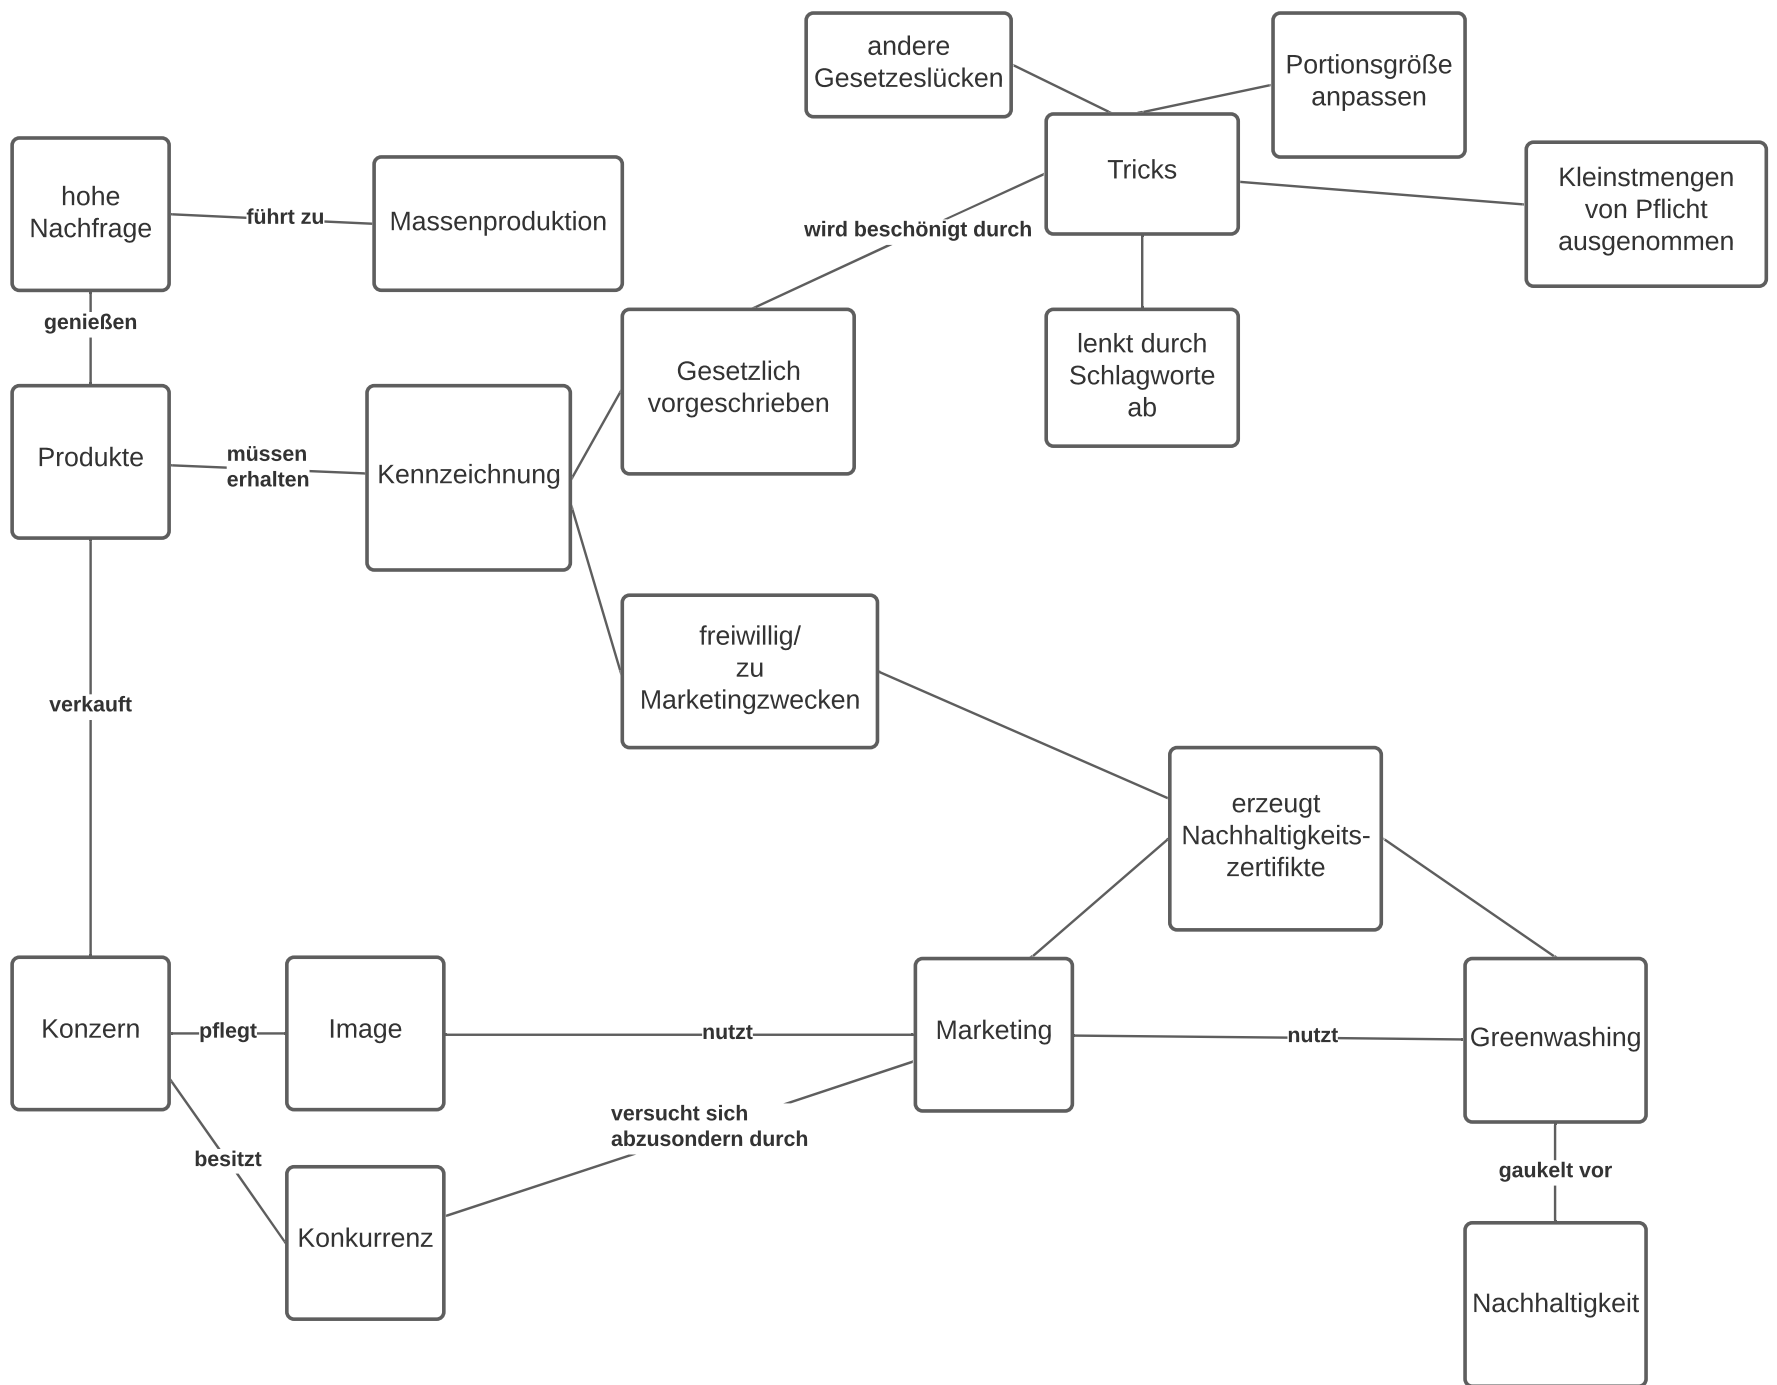 andere
Gesetzeslücken
Portionsgröße
anpassen
Tricks
Kleinstmengen
von Pflicht
ausgenommen
hohe
Nachfrage
führt zu
Massenproduktion
wird beschönigt durch
genießen
lenkt durch
Schlagworte
ab
Gesetzlich
vorgeschrieben
Produkte
müssen
erhalten
Kennzeichnung
freiwillig/
zu
Marketingzwecken
verkauft
erzeugt
Nachhaltigkeits-
zertifikte
Konzern
pflegt
Image
nutzt
Marketing
nutzt
Greenwashing
versucht sich
abzusondern durch
besitzt
Konkurrenz
gaukelt vor
Nachhaltigkeit